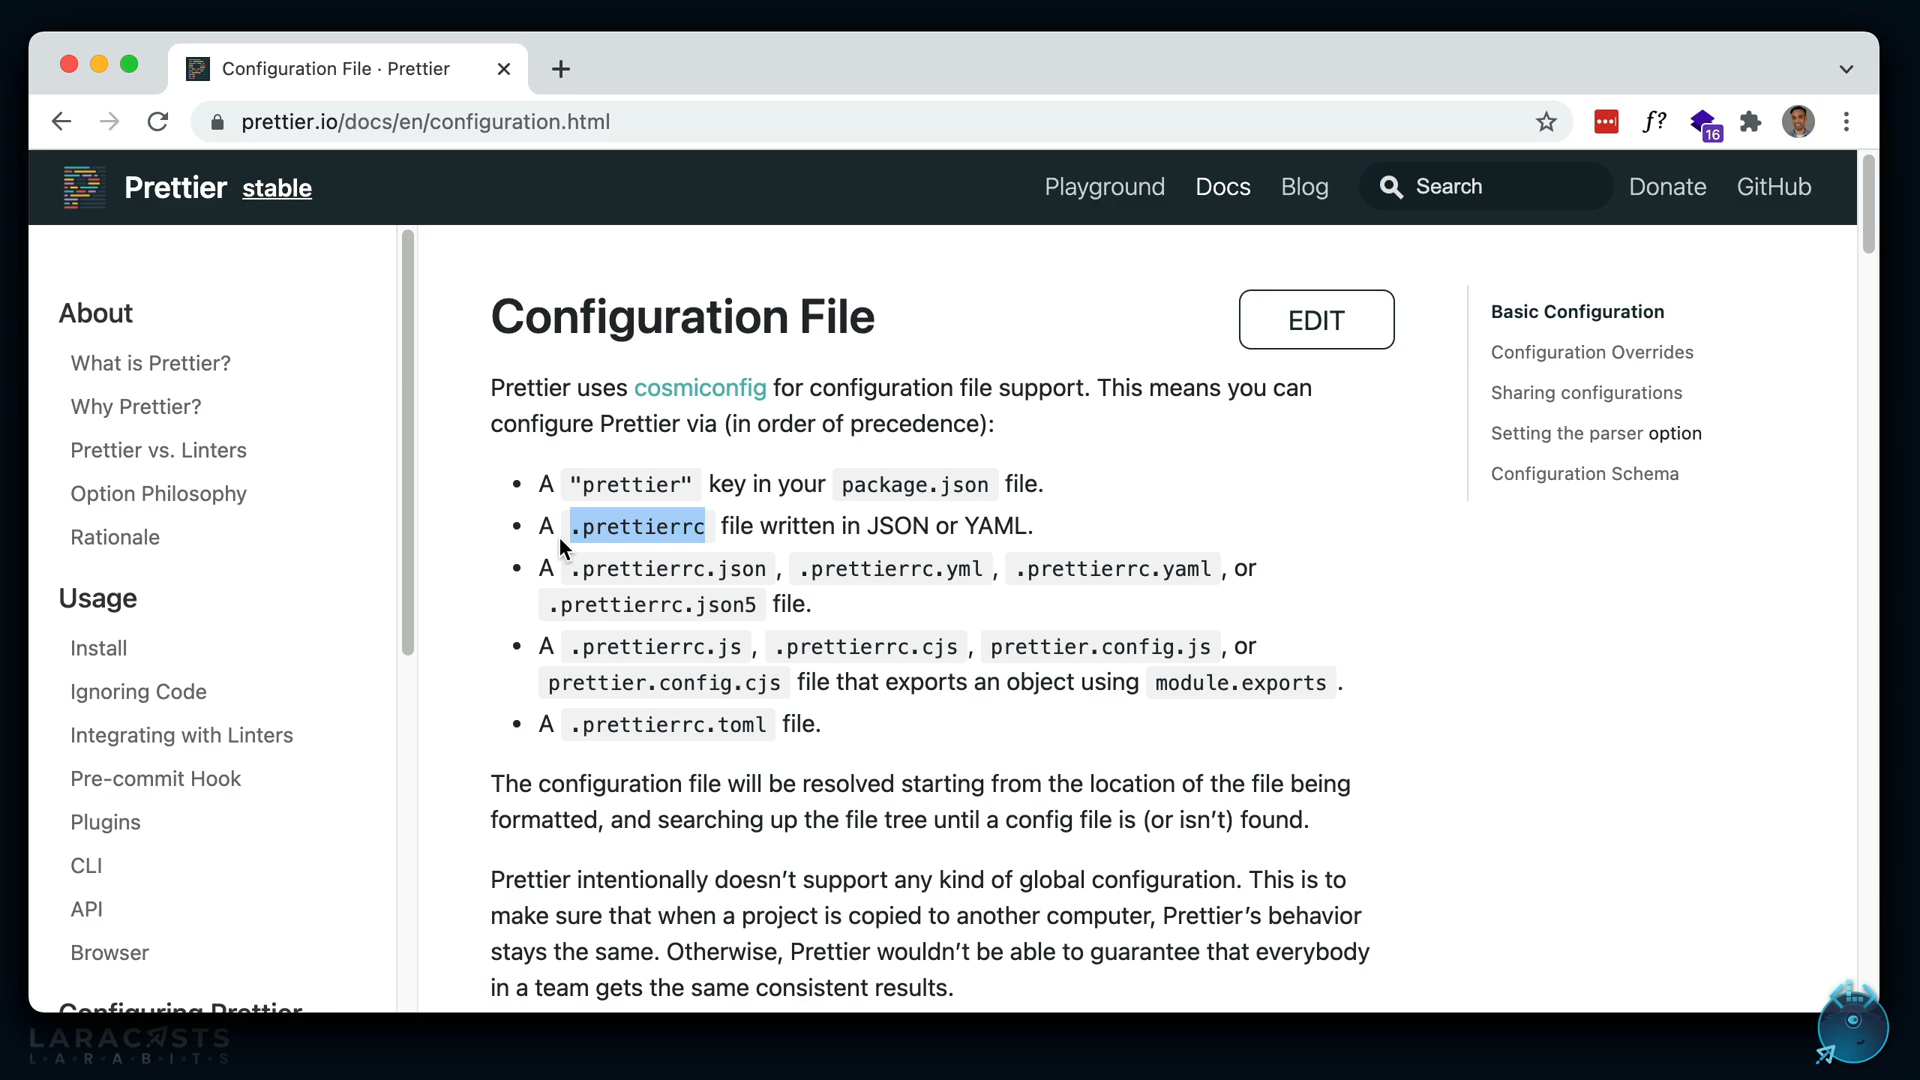 Configuration File · Prettier
prettier.io/docs/en/configuration.html
f?
16
Prettier stable
Playground Docs Blog Search Donate GitHub
About
What is Prettier?
Why Prettier?
Prettier vs. Linters
Option Philosophy
Rationale
Usage
Install
Ignoring Code
Integrating with Linters
Pre-commit Hook
Plugins
CLI
API
Browser
Configuring Prettier
Configuration File
EDIT
Prettier uses cosmiconfig for configuration file support. This means you can
configure Prettier via (in order of precedence):
• A "prettier" key in your package.json file.
• A .prettierrc file written in JSON or YAML.
• A .prettierrc.json , .prettierrc.yml , .prettierrc.yaml , or
.prettierrc.json5 file.
• A .prettierrc.js , .prettierrc.cjs , prettier.config.js , or
prettier.config.cjs file that exports an object using module.exports .
• A .prettierrc.toml file.
The configuration file will be resolved starting from the location of the file being
formatted, and searching up the file tree until a config file is (or isn’t) found.
Prettier intentionally doesn’t support any kind of global configuration. This is to
make sure that when a project is copied to another computer, Prettier’s behavior
stays the same. Otherwise, Prettier wouldn’t be able to guarantee that everybody
in a team gets the same consistent results.
Basic Configuration
Configuration Overrides
Sharing configurations
Setting the parser option
Configuration Schema
LARACASTS
L·A·R·A·B·I·T·S